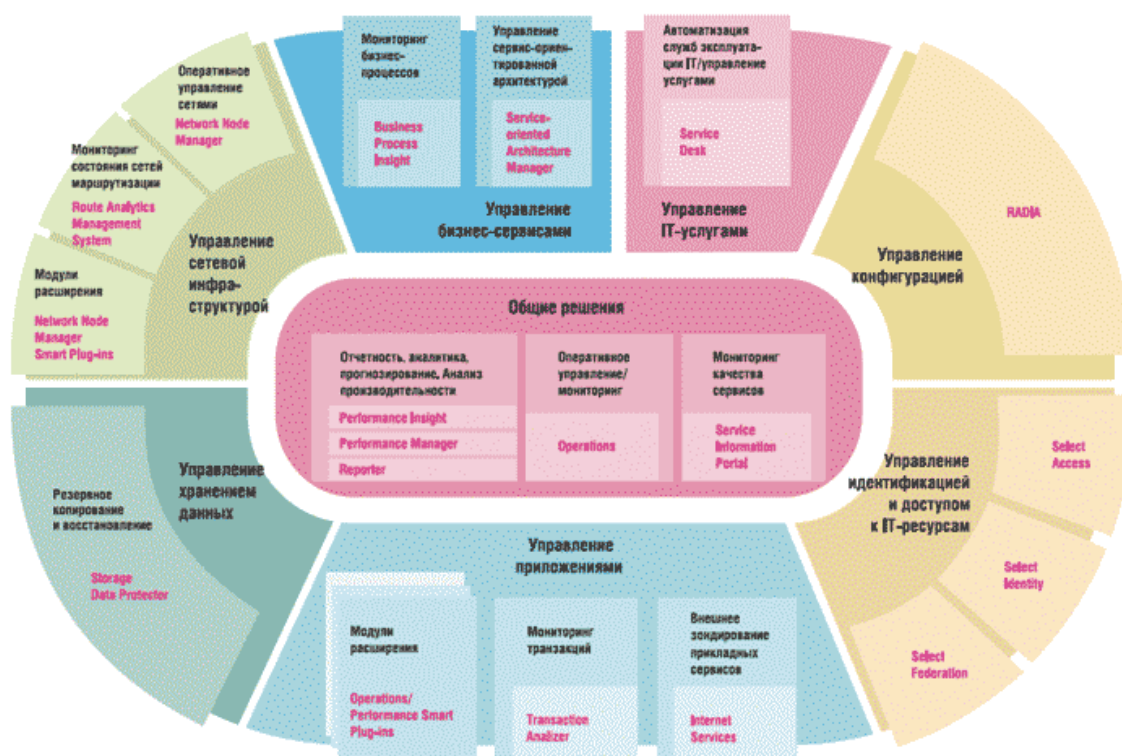 Оперативное
управление
сетями
Network Node
Manager
Мониторинг
состояния сетей
маршрутизации
Route Analytics
Management
System
Модули
расширения
Network Node
Manager
Smart Plug-ins
Управление
сетевой
инфра-
структурой
Мониторинг
бизнес-
процессов
Business
Process
Insight
Управление
сервис-ориен-
тированной
архитектурой
Service-
oriented
Architecture
Manager
Управление
бизнес-сервисами
Автоматизация
служб эксплуата-
ции IT/управление
услугами
Service
Desk
Управление
IT-услугами
RADIA
Управление
конфигурацией
Общие решения
Отчетность, аналитика,
прогнозирование, Анализ
производительности
Performance Insight
Performance Manager
Reporter
Оперативное
управление/
мониторинг
Operations
Мониторинг
качества
сервисов
Service
Information
Portal
Управление
хранением
данных
Резервное
копирование
и восстановление
Storage
Data Protector
Управление
приложениями
Модули
расширения
Operations/
Performance Smart
Plug-ins
Мониторинг
транзакций
Transaction
Analizer
Внешнее
зондирование
прикладных
сервисов
Internet
Services
Управление
идентификацией
и доступом
к IT-ресурсам
Select
Access
Select
Identity
Select
Federation